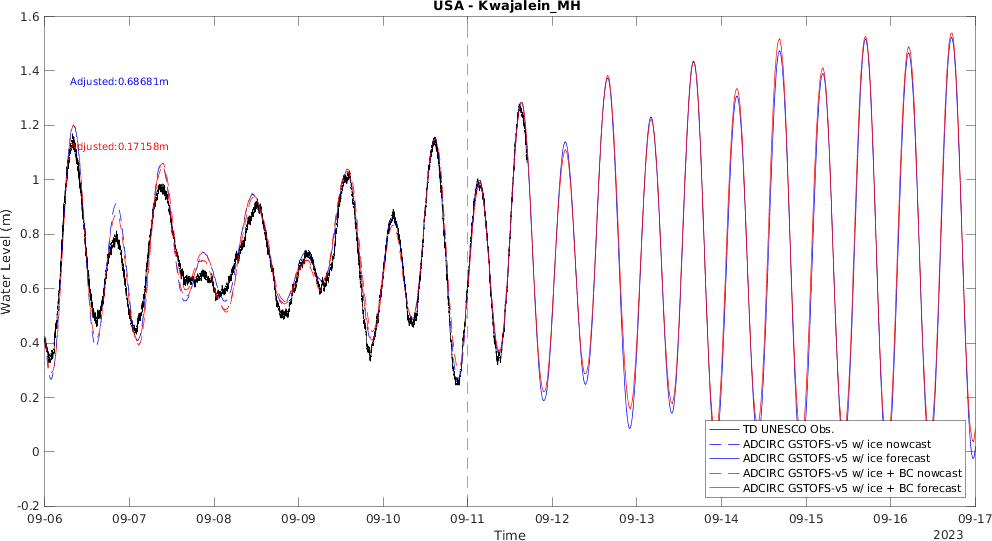 USA - Kwajalein_MH
1.6
1.4
1.2
1
0.8
0.6
0.4
0.2
0
-0.2
Water Level (m)
Adjusted:0.68681m
Adjusted:0.17158m
TD UNESCO Obs.
ADCIRC GSTOFS-v5 w/ ice nowcast
ADCIRC GSTOFS-v5 w/ ice forecast
ADCIRC GSTOFS-v5 w/ ice + BC nowcast
ADCIRC GSTOFS-v5 w/ ice + BC forecast
09-06 09-07 09-08 09-09 09-10 09-11 09-12 09-13 09-14 09-15 09-16 09-17
Time
2023